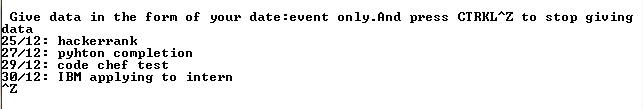 Give data in the form of your date:event only.And press CTRKL^Z to stop giving
data
25/12: hackerrank
27/12: pyhton completion
29/12: code chef test
30/12: IBM applying to intern
^Z